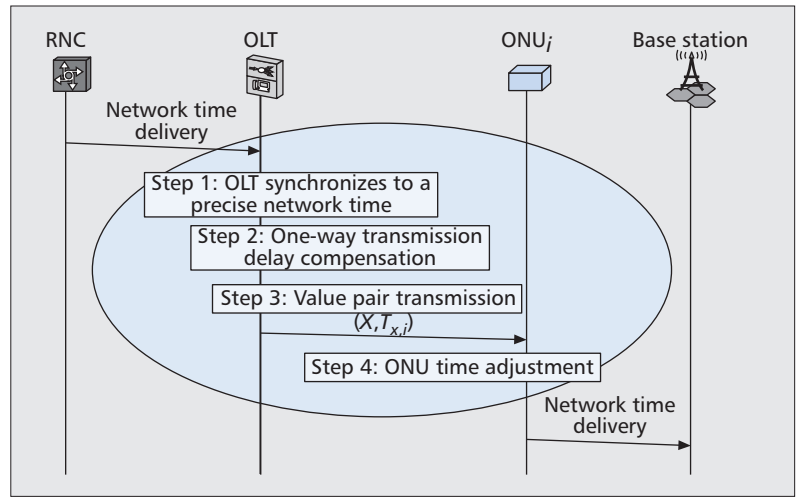 RNC
OLT
ONUi
Base station
Network time
delivery
Step 1: OLT synchronizes to a
precise network time
Step 2: One-way transmission
delay compensation
Step 3: Value pair transmission
(X,Tx,i)
Step 4: ONU time adjustment
Network time
delivery